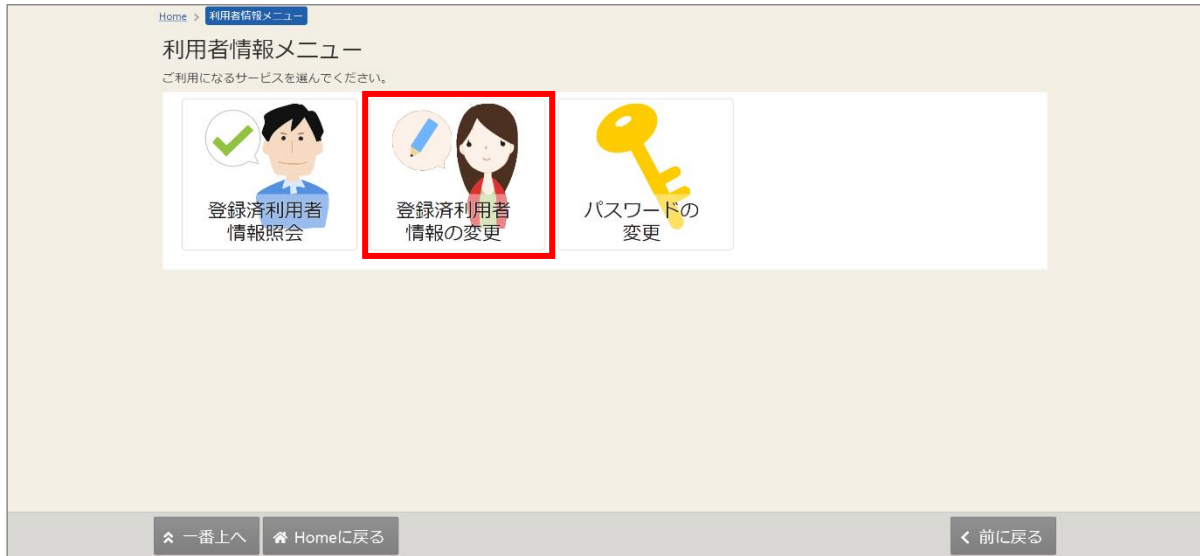 Home > 利用者情報メニュー
利用者情報メニュー
ご利用になるサービスを選んでください。
登録済利用者
情報照会
登録済利用者
情報の変更
パスワードの
変更
一番上へ
Homeに戻る
前に戻る